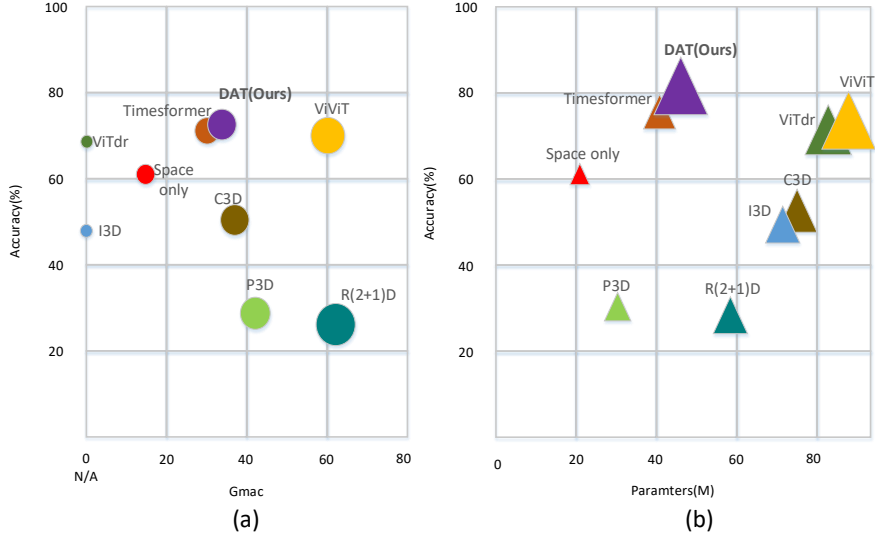 100%
80
60
40
20
Accuracy(%)
DAT(Ours)
Timesformer
ViViT
ViTdr
Space
only
C3D
I3D
P3D
R(2+1)D
0
20
40
60
80
N/A
Gmac
(a)
100%
80
60
40
20
Accuracy(%)
DAT(Ours)
ViViT
Timesformer
ViTdr
Space only
C3D
I3D
P3D
R(2+1)D
0
20
40
60
80
Paramters(M)
(b)